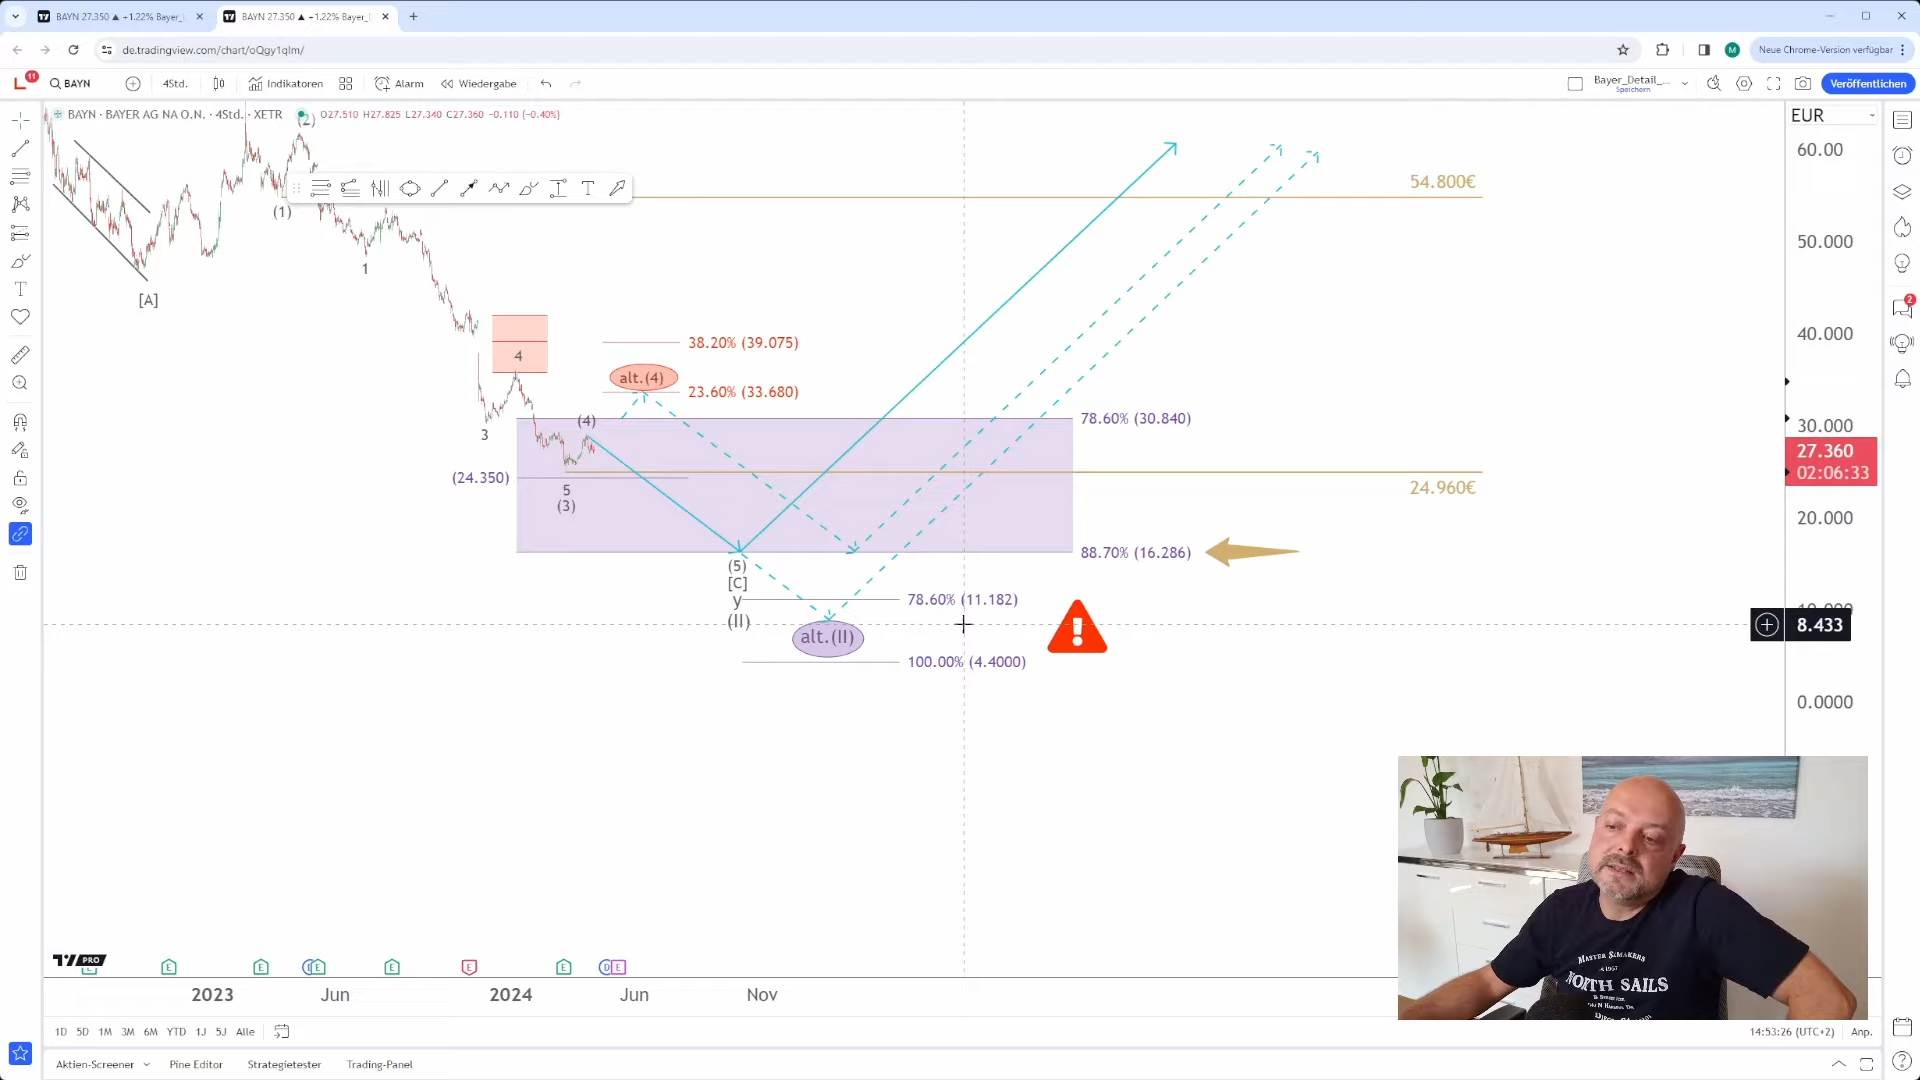 BAYN 27.350 ▲ +1.22% Bayer_
BAYN 27.350 ▲ +1.22% Bayer_
de.tradingview.com/chart/oQgy1qlm/
M
Neue Chrome-Version verfügbar
11
BAYN
4Std.
Indikatoren
Alarm
Wiedergabe
Bayer_Detail_...
Speichern
Veröffentlichen
BAYN · BAYER AG NA O.N. · 4Std. · XETR
O27.510 H27.825 L27.340 C27.360 −0.110 (−0.40%)
EUR
(2)
60.00
54.800€
(1)
50.000
1
[A]
40.000
38.20% (39.075)
4
alt.(4)
23.60% (33.680)
(4)
78.60% (30.840)
30.000
3
27.360
02:06:33
(24.350)
24.960€
5
(3)
20.000
88.70% (16.286)
(5)
[C]
y
(II)
78.60% (11.182)
10.000
8.433
alt.(II)
100.00% (4.4000)
0.0000
2
PRO
E
E
E
E
E
E
E
D
E
2023
Jun
2024
Jun
Nov
1D
5D
1M
3M
6M
YTD
1J
5J
Alle
14:53:26 (UTC+2)
Anp.
Aktien-Screener
Pine Editor
Strategietester
Trading-Panel
NORTH SAILS